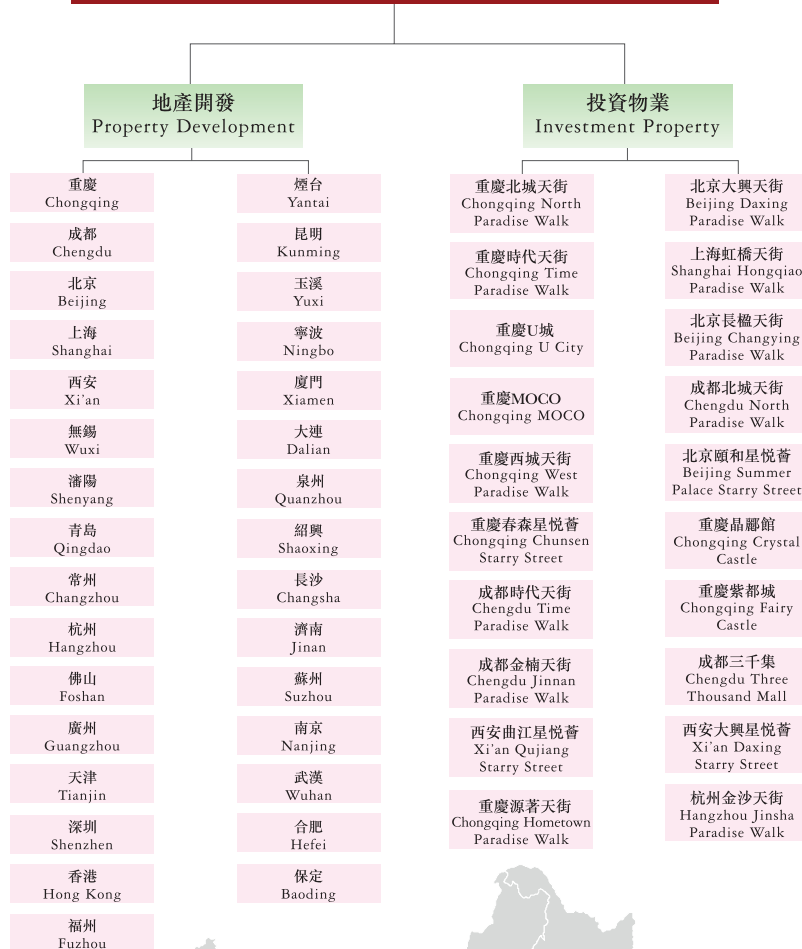 地產開發
Property Development
重慶
Chongqing
成都
Chengdu
北京
Beijing
上海
Shanghai
西安
Xi'an
無錫
Wuxi
瀋陽
Shenyang
青島
Qingdao
常州
Changzhou
杭州
Hangzhou
佛山
Foshan
廣州
Guangzhou
天津
Tianjin
深圳
Shenzhen
香港
Hong Kong
福州
Fuzhou
煙台
Yantai
昆明
Kunming
玉溪
Yuxi
寧波
Ningbo
廈門
Xiamen
大連
Dalian
泉州
Quanzhou
紹興
Shaoxing
長沙
Changsha
濟南
Jinan
蘇州
Suzhou
南京
Nanjing
武漢
Wuhan
合肥
Hefei
保定
Baoding
投資物業
Investment Property
重慶北城天街
Chongqing North
Paradise Walk
重慶時代天街
Chongqing Time
Paradise Walk
重慶U城
Chongqing U City
重慶MOCO
Chongqing MOCO
重慶西城天街
Chongqing West
Paradise Walk
重慶春森星悦薈
Chongqing Chunsen
Starry Street
成都時代天街
Chengdu Time
Paradise Walk
成都金楠天街
Chengdu Jinnan
Paradise Walk
西安曲江星悦薈
Xi'an Qujiang
Starry Street
重慶源著天街
Chongqing Hometown
Paradise Walk
北京大興天街
Beijing Daxing
Paradise Walk
上海虹橋天街
Shanghai Hongqiao
Paradise Walk
北京長楹天街
Beijing Changying
Paradise Walk
成都北城天街
Chengdu North
Paradise Walk
北京頤和星悦薈
Beijing Summer
Palace Starry Street
重慶晶酈館
Chongqing Crystal
Castle
重慶紫都城
Chongqing Fairy
Castle
成都三千集
Chengdu Three
Thousand Mall
西安大興星悦薈
Xi'an Daxing
Starry Street
杭州金沙天街
Hangzhou Jinsha
Paradise Walk